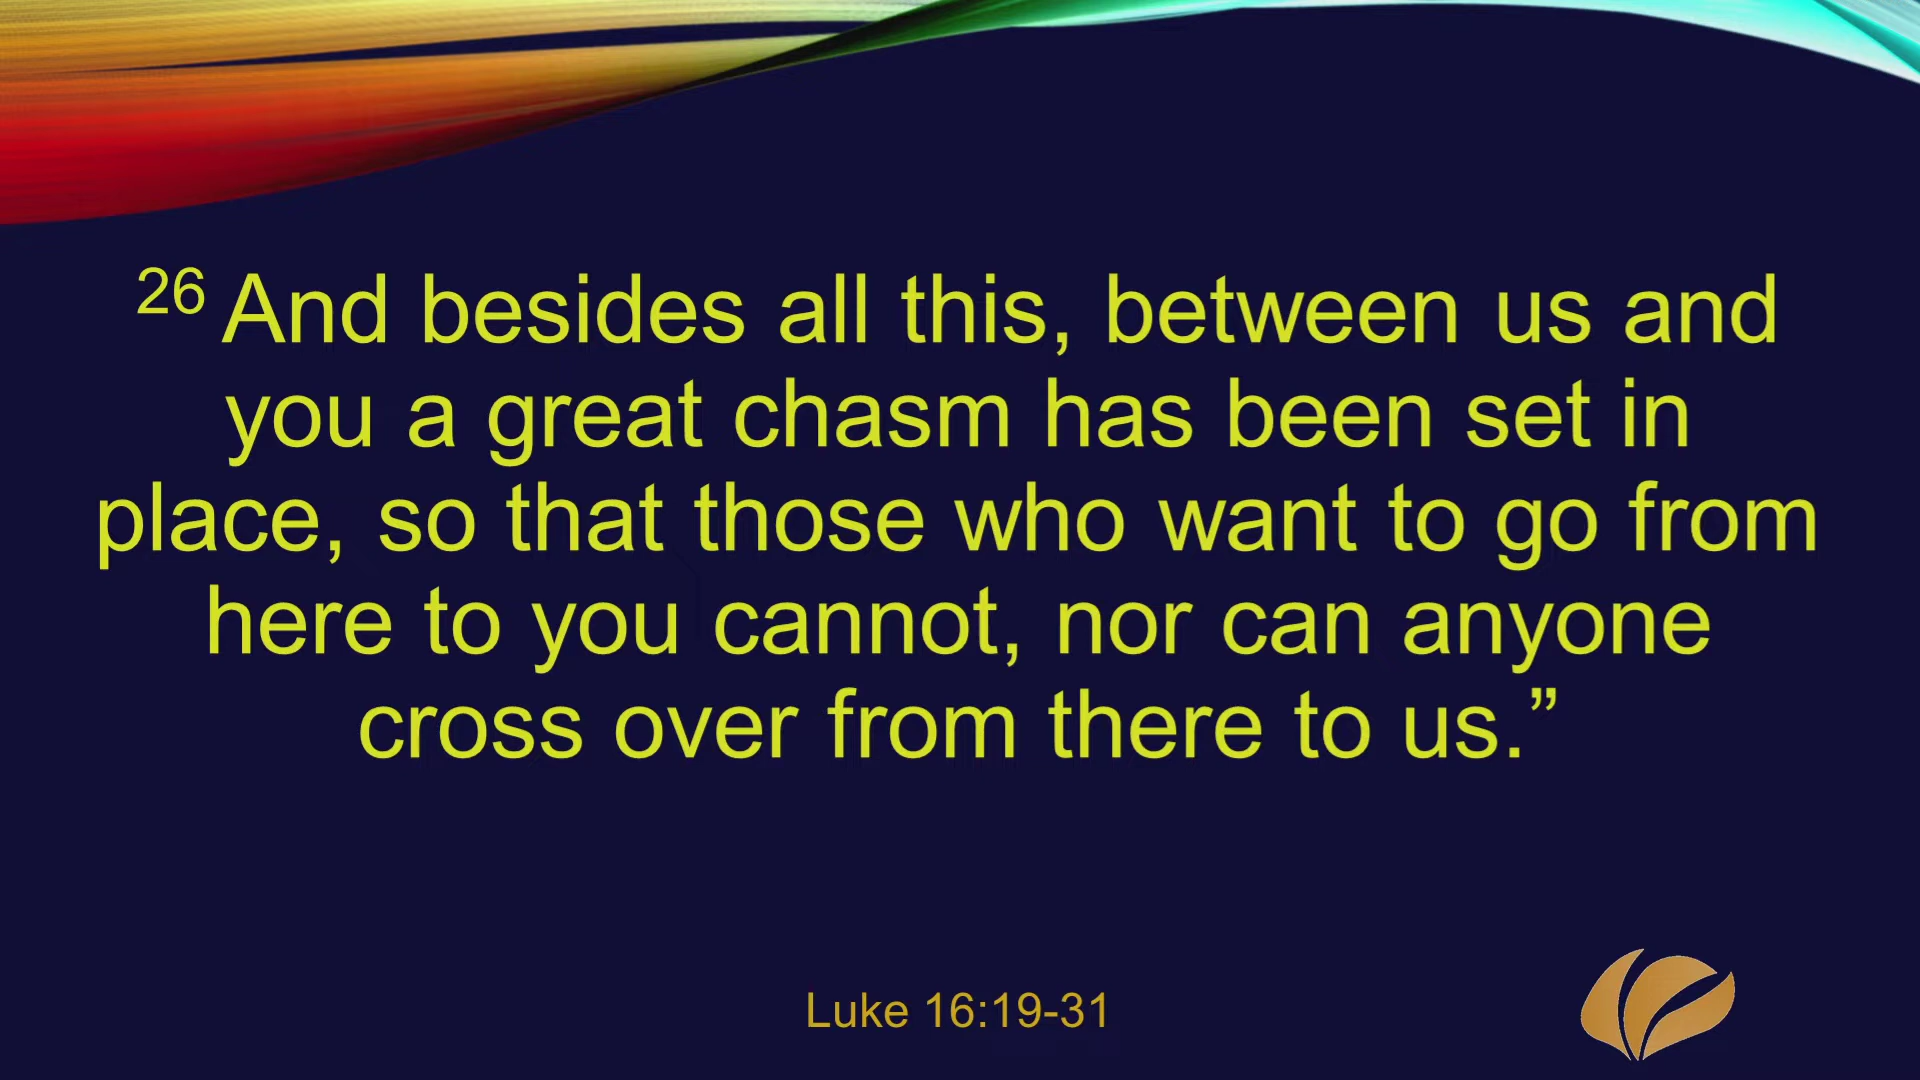 26 And besides all this, between us and
you a great chasm has been set in
place, so that those who want to go from
here to you cannot, nor can anyone
cross over from there to us.”
Luke 16:19-31